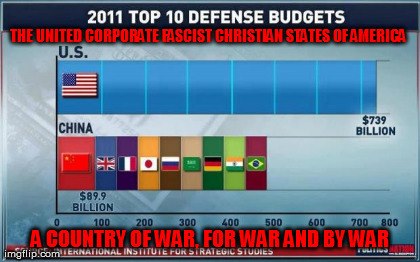 2011 TOP 10 DEFENSE BUDGETS
THE UNITED CORPORATE FASCIST CHRISTIAN STATES OF AMERICA
U.S.
$739
BILLION
CHINA
$89.9
BILLION
0 100 200 300 400 500 600 700 800
A COUNTRY OF WAR, FOR WAR AND BY WAR
INTERNATIONAL INSTITUTE FOR STRATEGIC STUDIES
imgflip.com